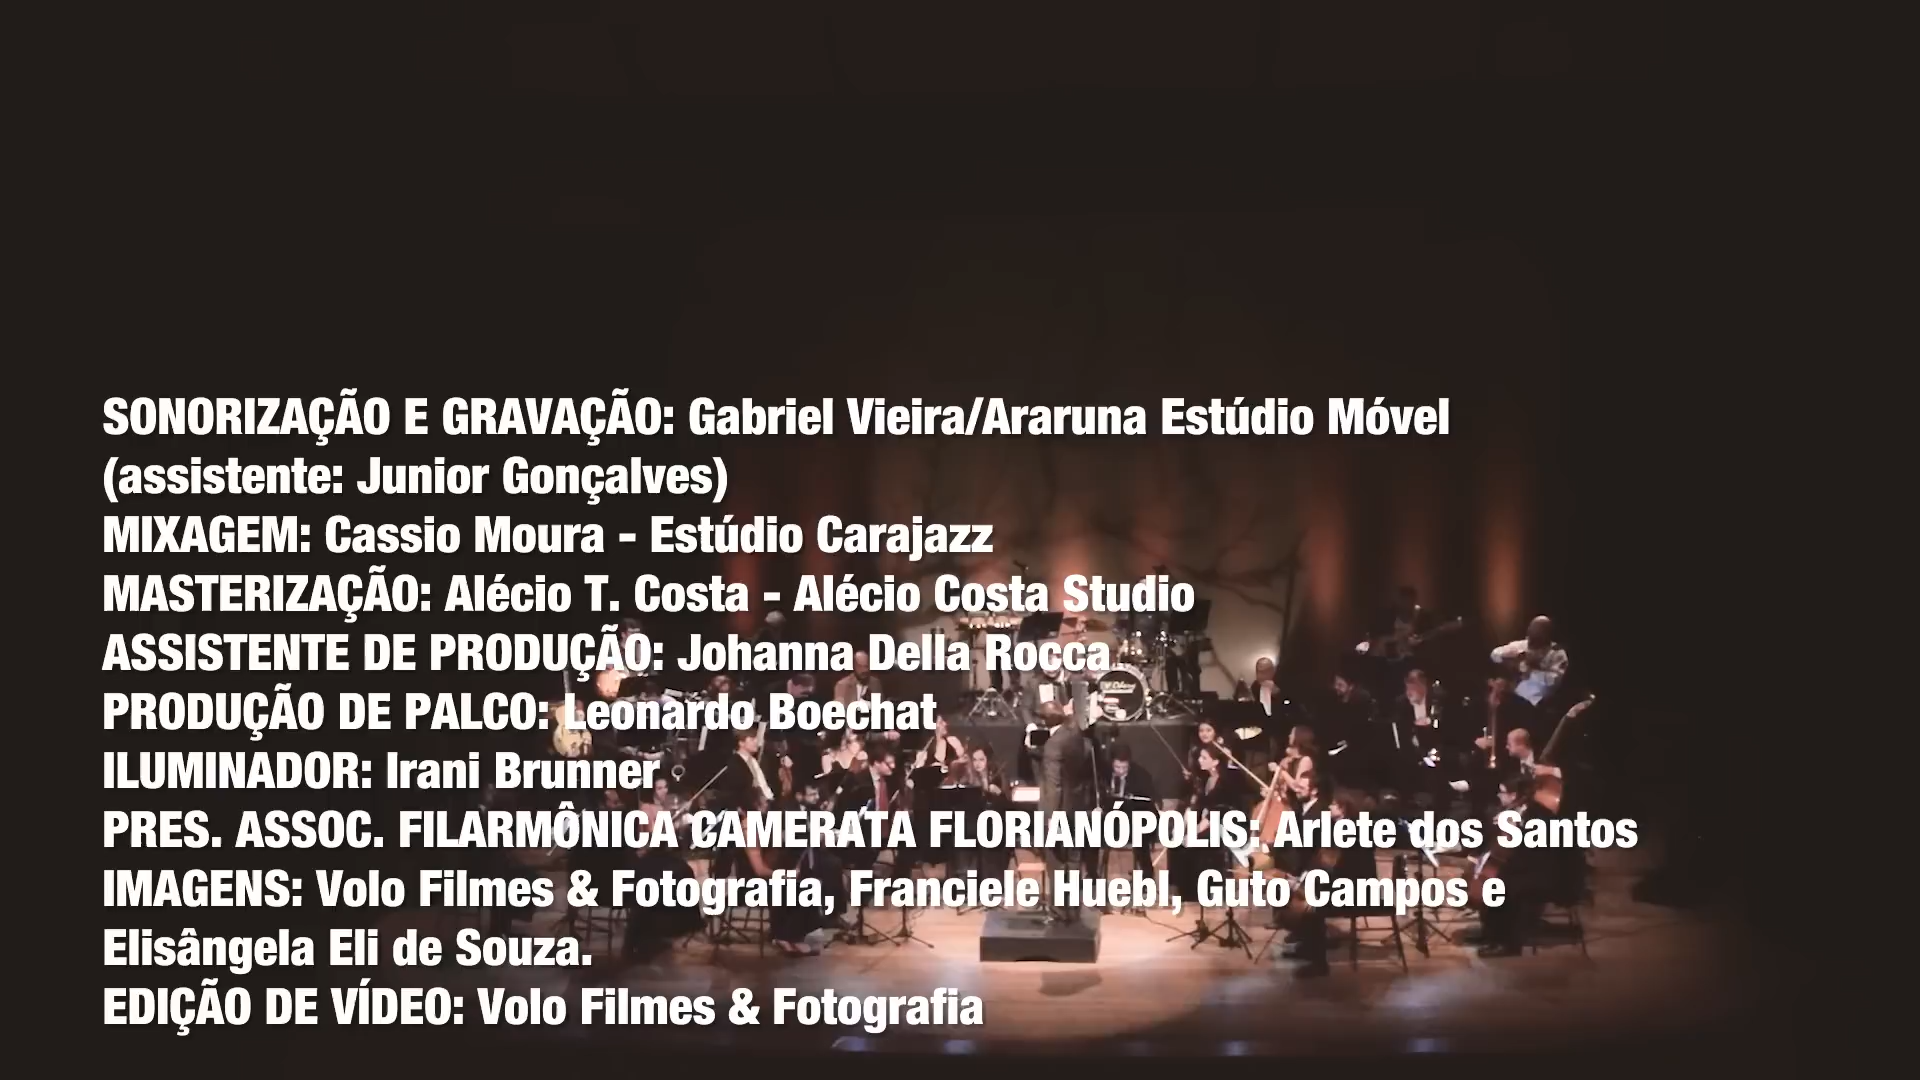 SONORIZAÇÃO E GRAVAÇÃO: Gabriel Vieira/Araruna Estúdio Móvel
(assistente: Junior Gonçalves)
MIXAGEM: Cassio Moura - Estúdio Carajazz
MASTERIZAÇÃO: Alécio T. Costa - Alécio Costa Studio
ASSISTENTE DE PRODUÇÃO: Johanna Della Rocca
PRODUÇÃO DE PALCO: Leonardo Boechat
ILUMINADOR: Irani Brunner
PRES. ASSOC. FILARMÔNICA CAMERATA FLORIANÓPOLIS: Arlete dos Santos
IMAGENS: Volo Filmes & Fotografia, Franciele Huebl, Guto Campos e
Elisângela Eli de Souza.
EDIÇÃO DE VÍDEO: Volo Filmes & Fotografia